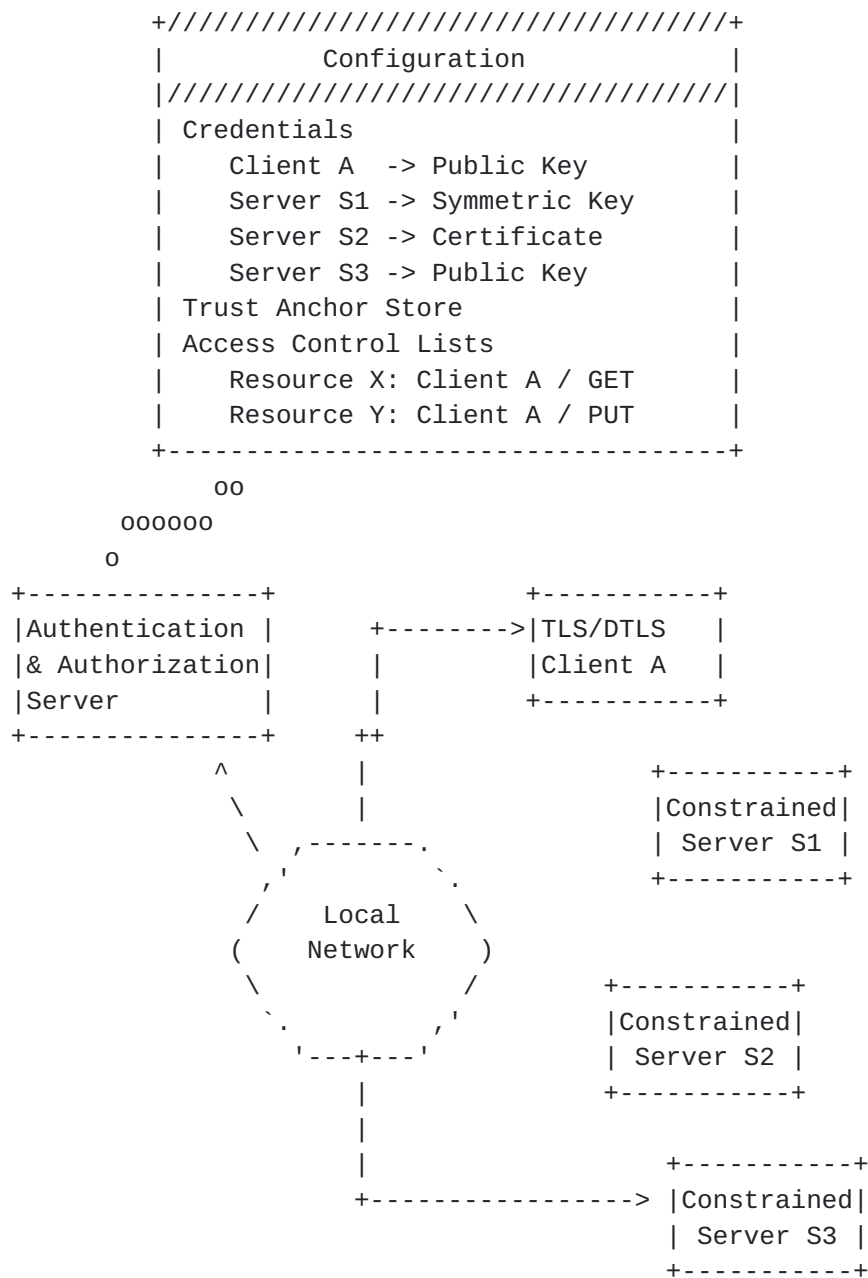 Configuration
Credentials
Client A -> Public Key
Server S1 -> Symmetric Key
Server S2 -> Certificate
Server S3 -> Public Key
Trust Anchor Store
Access Control Lists
Resource X: Client A / GET
Resource Y: Client A / PUT
oo
oooooo
o
Authentication
& Authorization
Server
TLS/DTLS
Client A
Constrained
Server S1
Local
Network
Constrained
Server S2
Constrained
Server S3